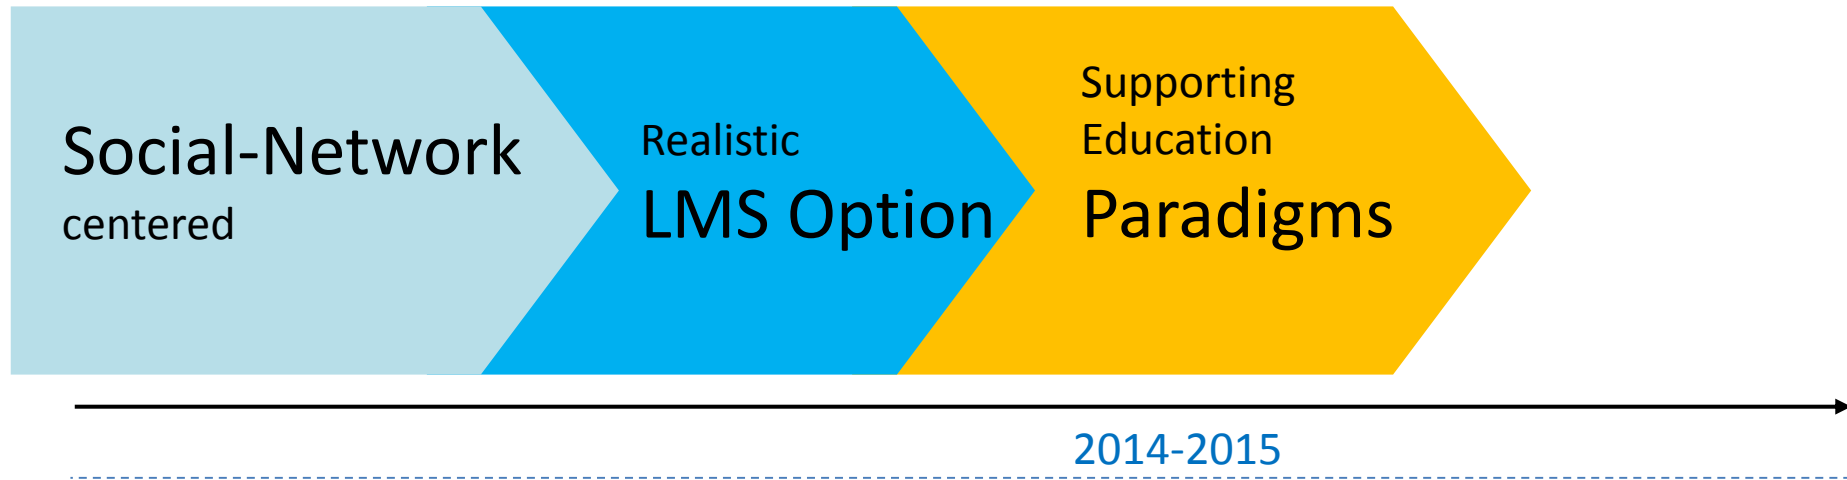 Social-Network
centered
Realistic
LMS Option
Supporting
Education
Paradigms
2014-2015